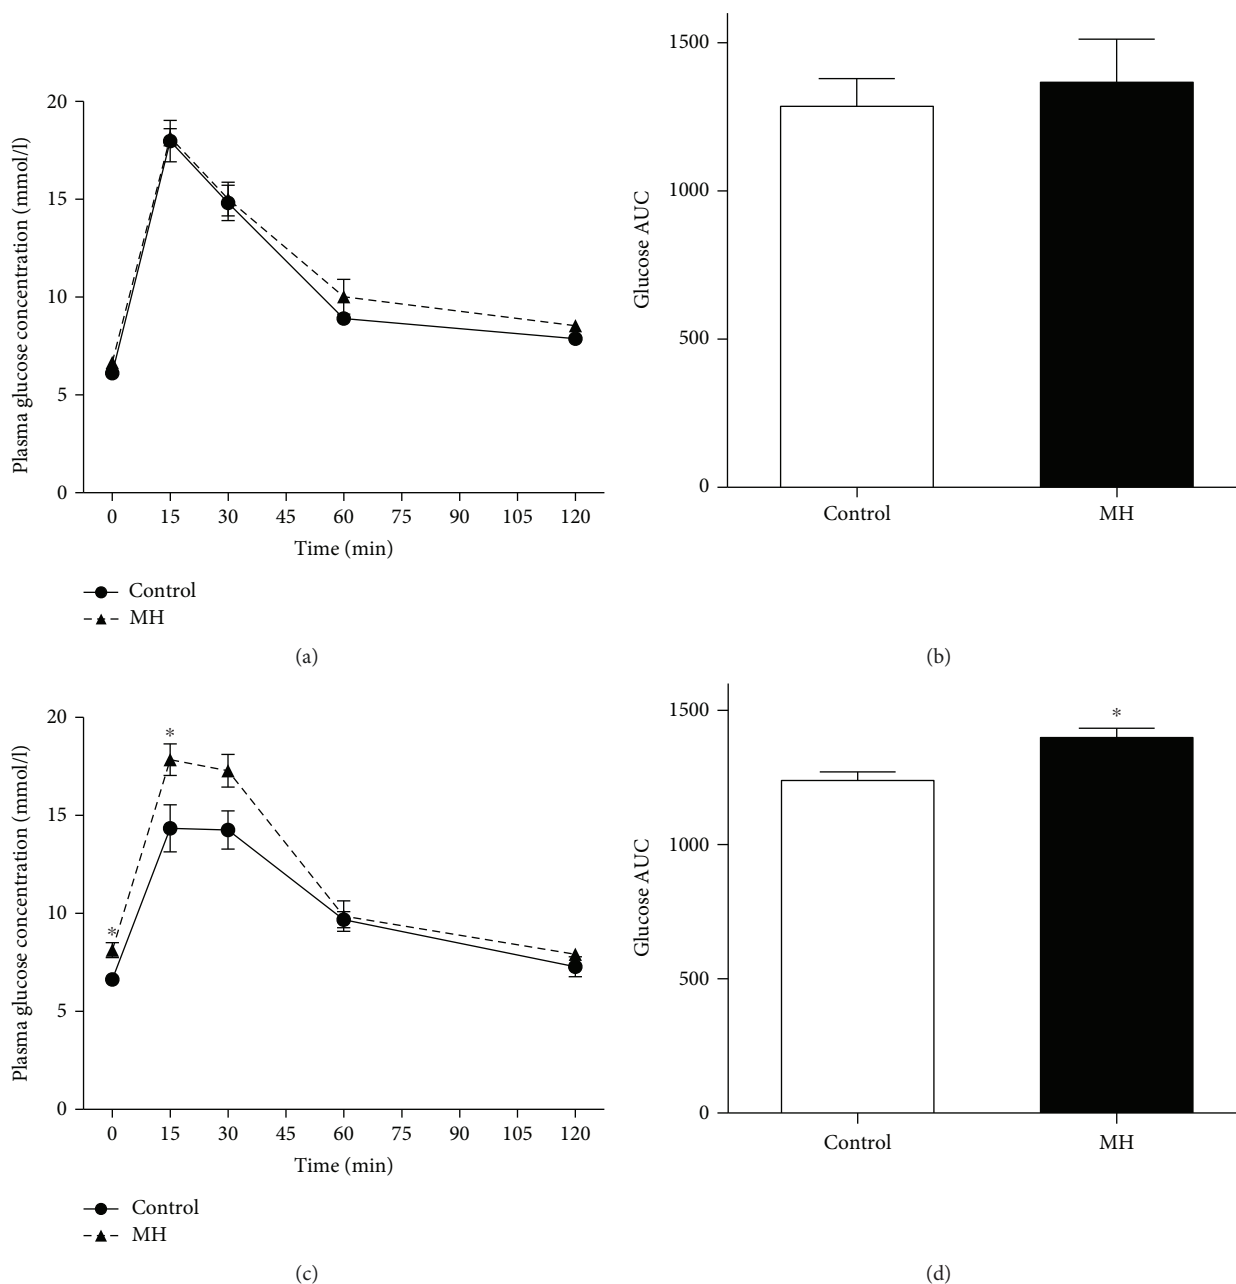 20
15
10
5
0
Plasma glucose concentration (mmol/l)
0 15 30 45 60 75 90 105 120
Time (min)
Control
MH
(a)
1500
1000
500
0
Glucose AUC
Control MH
(b)
20
15
10
5
0
Plasma glucose concentration (mmol/l)
*
*
0 15 30 45 60 75 90 105 120
Time (min)
Control
MH
(c)
1500
1000
500
0
Glucose AUC
*
Control MH
(d)